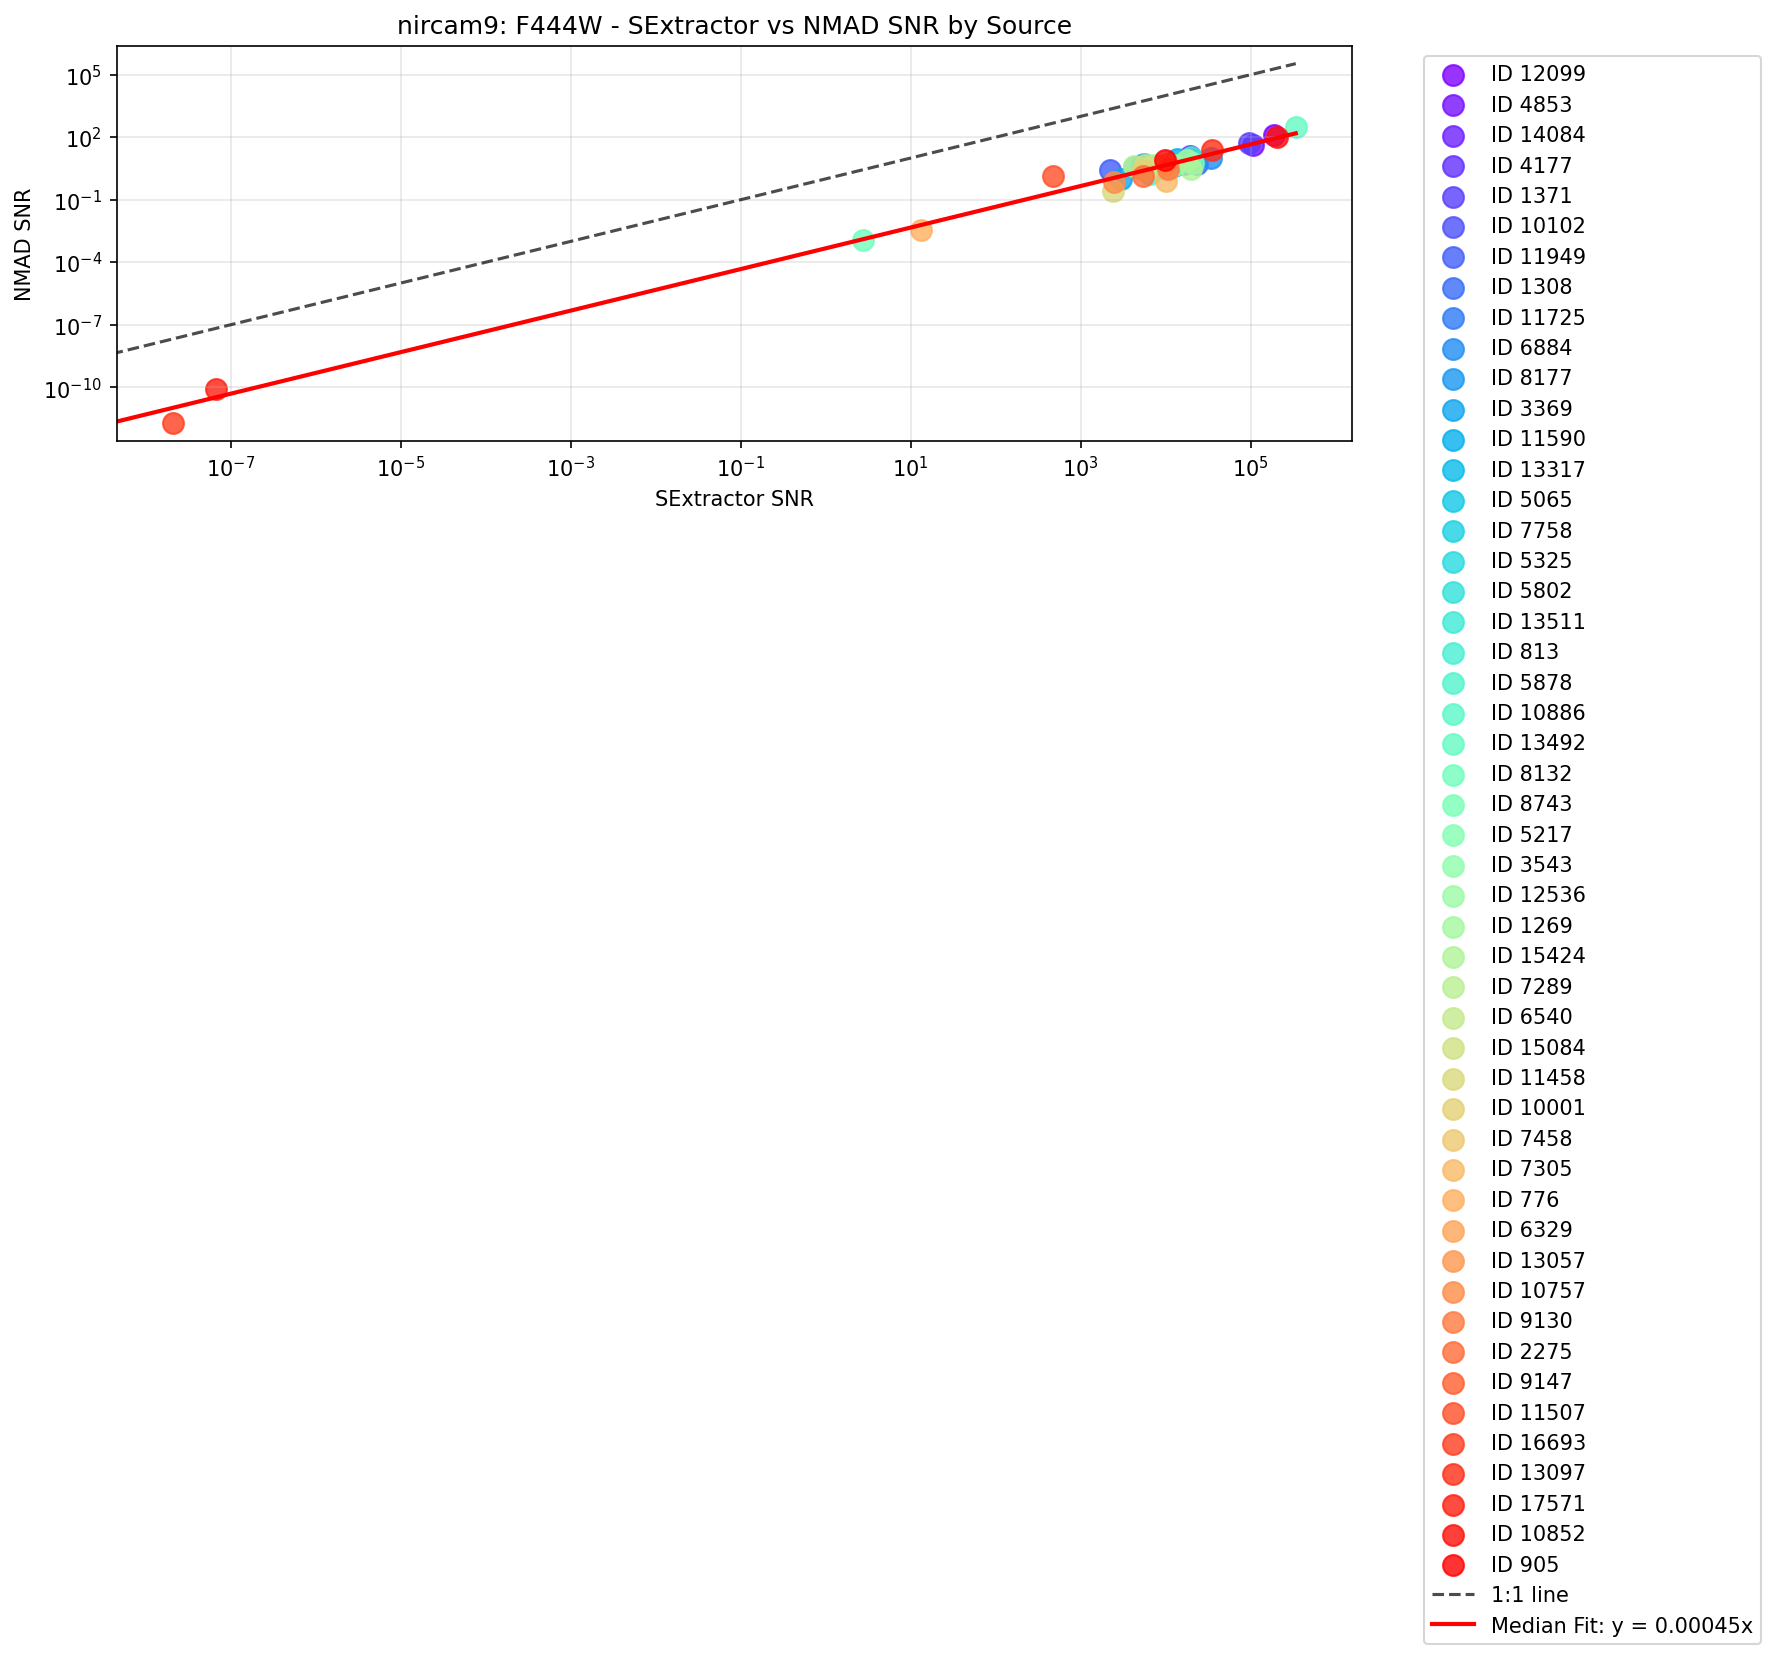 nircam9: F444W - SExtractor vs NMAD SNR by Source
NMAD SNR
10^5
10^2
10^-1
10^-4
10^-7
10^-10
10^-7
10^-5
10^-3
10^-1
10^1
10^3
10^5
SExtractor SNR
ID 12099
ID 4853
ID 14084
ID 4177
ID 1371
ID 10102
ID 11949
ID 1308
ID 11725
ID 6884
ID 8177
ID 3369
ID 11590
ID 13317
ID 5065
ID 7758
ID 5325
ID 5802
ID 13511
ID 813
ID 5878
ID 10886
ID 13492
ID 8132
ID 8743
ID 5217
ID 3543
ID 12536
ID 1269
ID 15424
ID 7289
ID 6540
ID 15084
ID 11458
ID 10001
ID 7458
ID 7305
ID 776
ID 6329
ID 13057
ID 10757
ID 9130
ID 2275
ID 9147
ID 11507
ID 16693
ID 13097
ID 17571
ID 10852
ID 905
1:1 line
Median Fit: y = 0.00045x